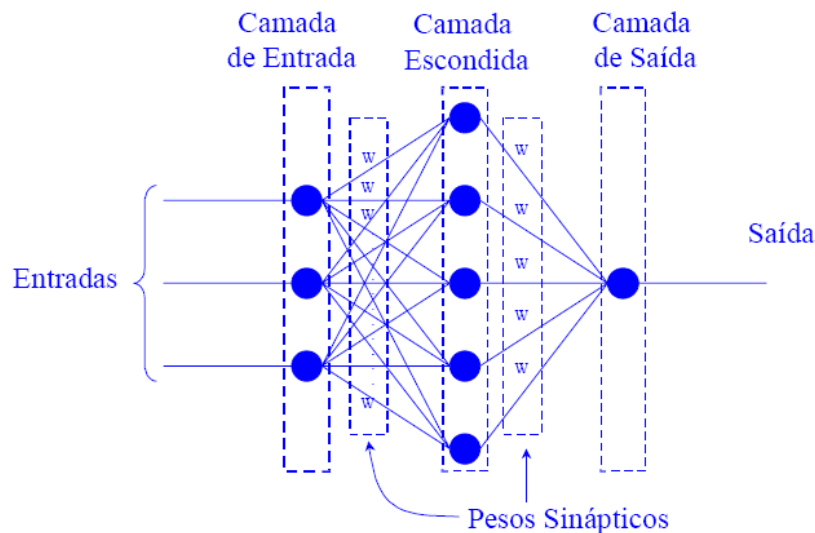 Camada
de Entrada
Camada
Escondida
Camada
de Saída
w
w
w
w
w
w
w
w
w
Entradas
Saída
Pesos Sinápticos